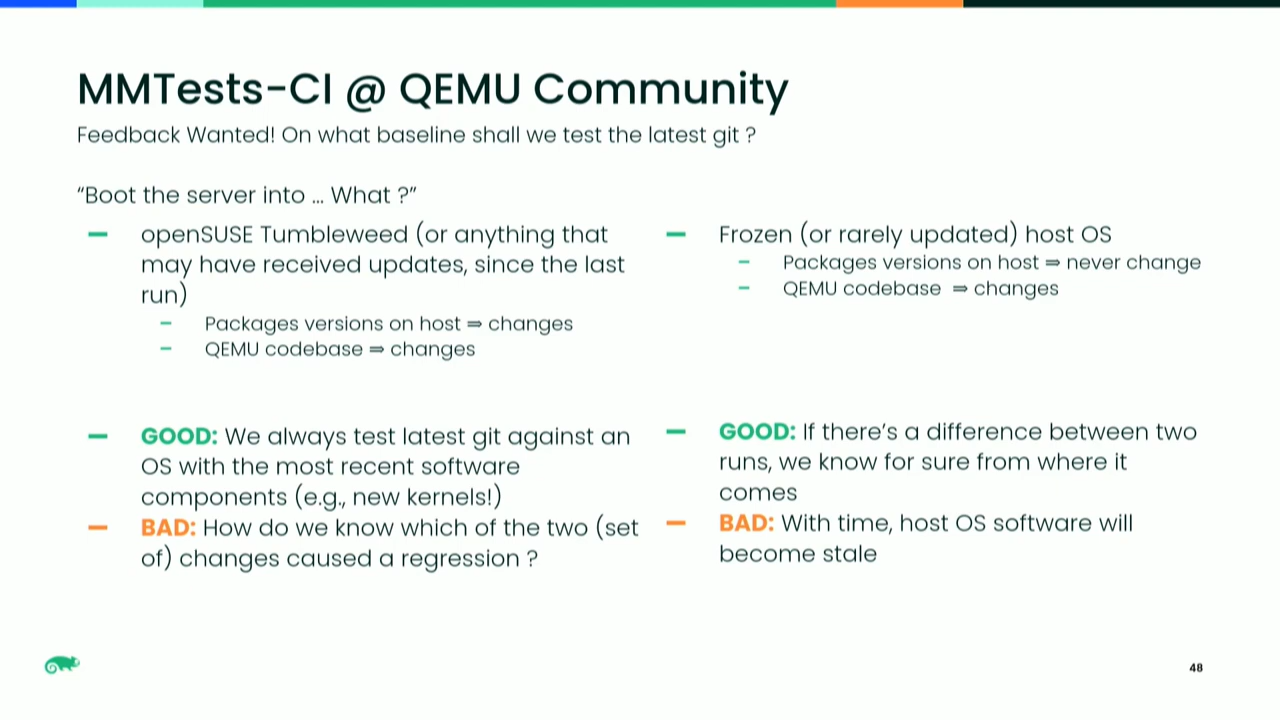 MMTests-CI @ QEMU Community
Feedback Wanted! On what baseline shall we test the latest git ?
“Boot the server into … What ?”
– openSUSE Tumbleweed (or anything that
may have received updates, since the last
run)
– Packages versions on host ⇒ changes
– QEMU codebase ⇒ changes
– GOOD: We always test latest git against an
OS with the most recent software
components (e.g., new kernels!)
– BAD: How do we know which of the two (set
of) changes caused a regression ?
– Frozen (or rarely updated) host OS
– Packages versions on host ⇒ never change
– QEMU codebase ⇒ changes
– GOOD: If there’s a difference between two
runs, we know for sure from where it
comes
– BAD: With time, host OS software will
become stale
48